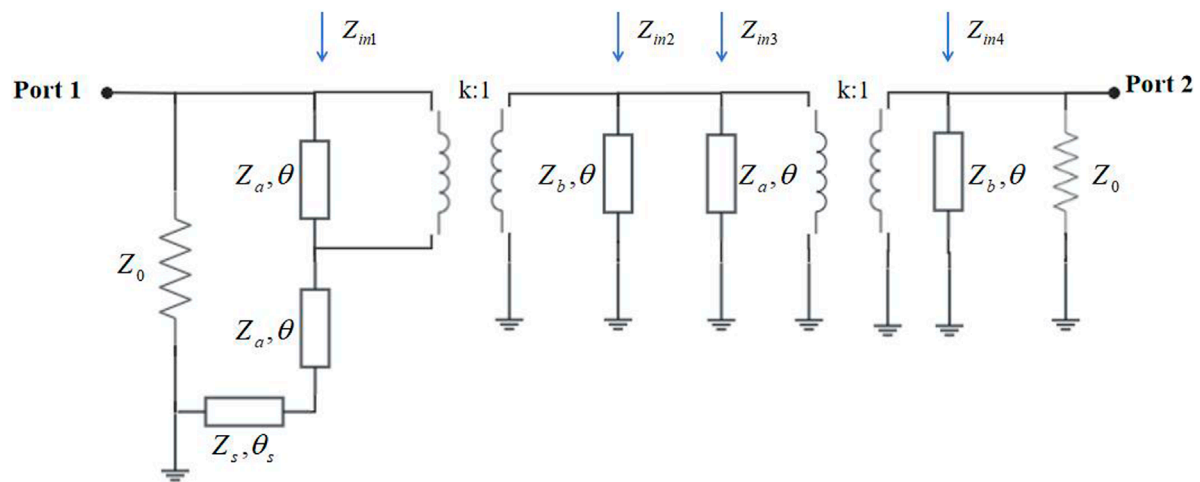 Z_in1
Z_in2
Z_in3
Z_in4
Port 1
k:1
k:1
Port 2
Z_a,θ
Z_b,θ
Z_a,θ
Z_b,θ
Z_0
Z_0
Z_a,θ
Z_s,θ_s